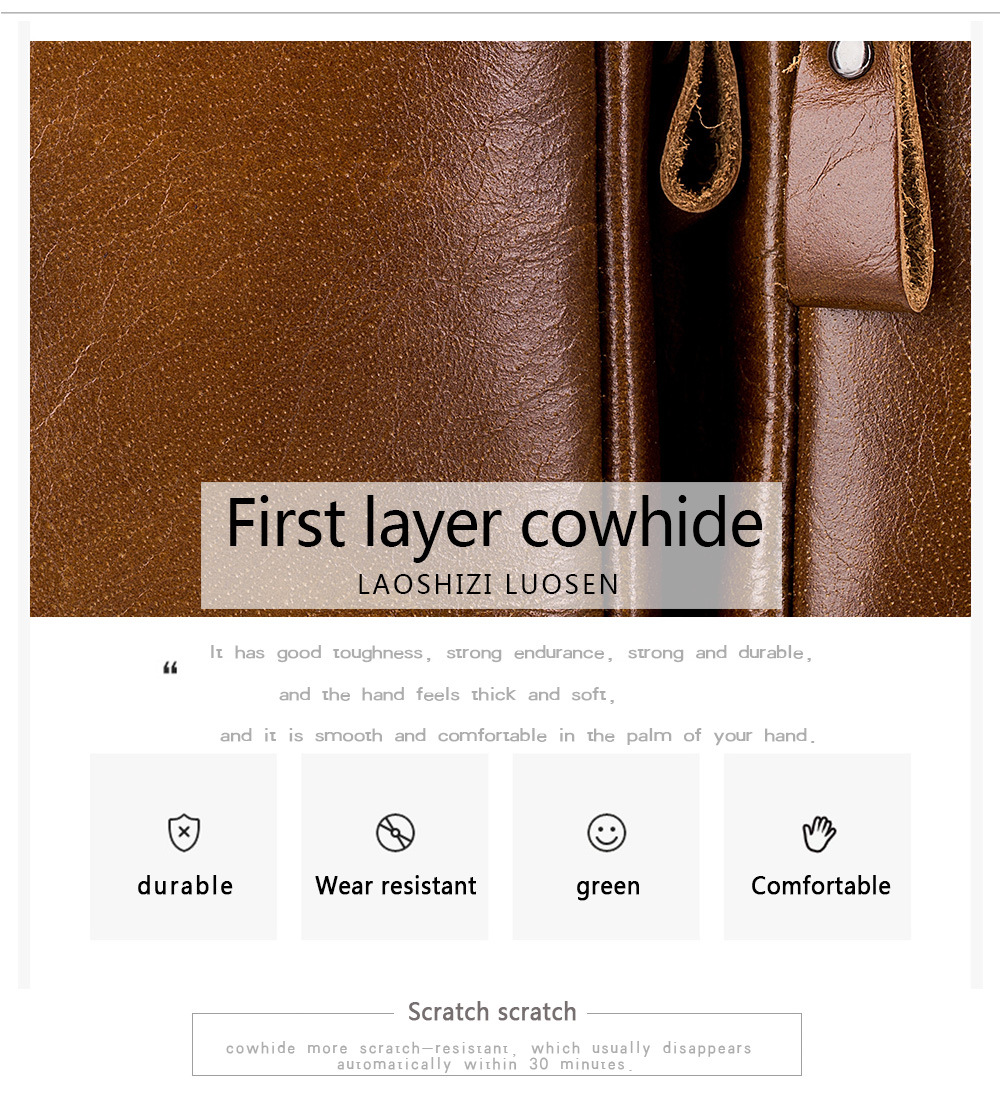 First layer cowhide
LAOSHIZI LUOSEN
“
It has good toughness, strong endurance, strong and durable,
and the hand feels thick and soft,
and it is smooth and comfortable in the palm of your hand.
durable
Wear resistant
green
Comfortable
Scratch scratch
cowhide more scratch—resistant, which usually disappears
automatically within 30 minutes.